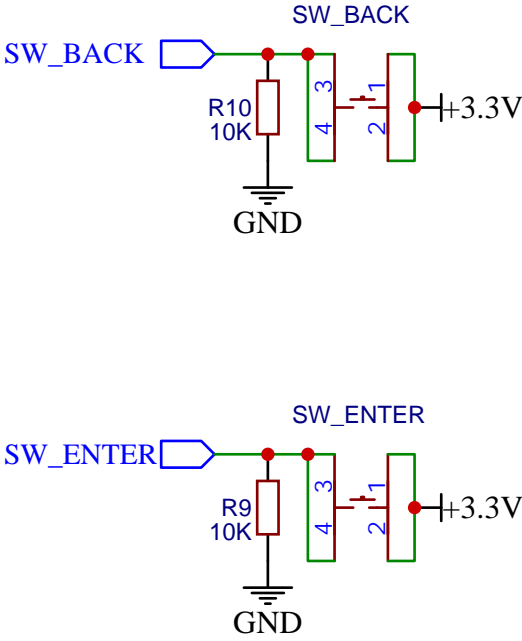 SW_BACK
SW_BACK
R10
10K
3
4
1
2
+3.3V
GND
SW_ENTER
SW_ENTER
R9
10K
3
4
1
2
+3.3V
GND